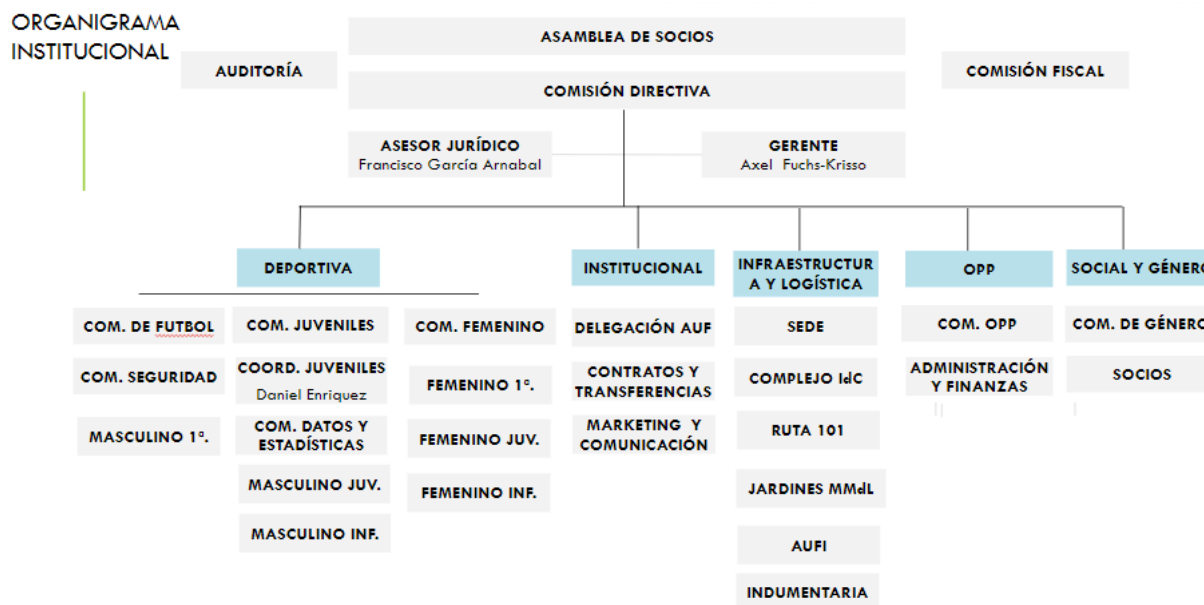 ORGANIGRAMA
INSTITUCIONAL
ASAMBLEA DE SOCIOS
AUDITORÍA
COMISIÓN FISCAL
COMISIÓN DIRECTIVA
ASESOR JURÍDICO
Francisco García Arnabal
GERENTE
Axel Fuchs-Krisso
DEPORTIVA
COM. DE FUTBOL
COM. SEGURIDAD
MASCULINO 1ª.
COM. JUVENILES
COORD. JUVENILES
Daniel Enriquez
COM. DATOS Y
ESTADÍSTICAS
MASCULINO JUV.
MASCULINO INF.
COM. FEMENINO
FEMENINO 1ª.
FEMENINO JUV.
FEMENINO INF.
INSTITUCIONAL
DELEGACIÓN AUF
CONTRATOS Y
TRANSFERENCIAS
MARKETING Y
COMUNICACIÓN
INFRAESTRUCTUR
A Y LOGÍSTICA
SEDE
COMPLEJO IdC
RUTA 101
JARDINES MMdL
AUFI
INDUMENTARIA
OPP
COM. OPP
ADMINISTRACIÓN
Y FINANZAS
SOCIAL Y GÉNERO
COM. DE GÉNERO
SOCIOS